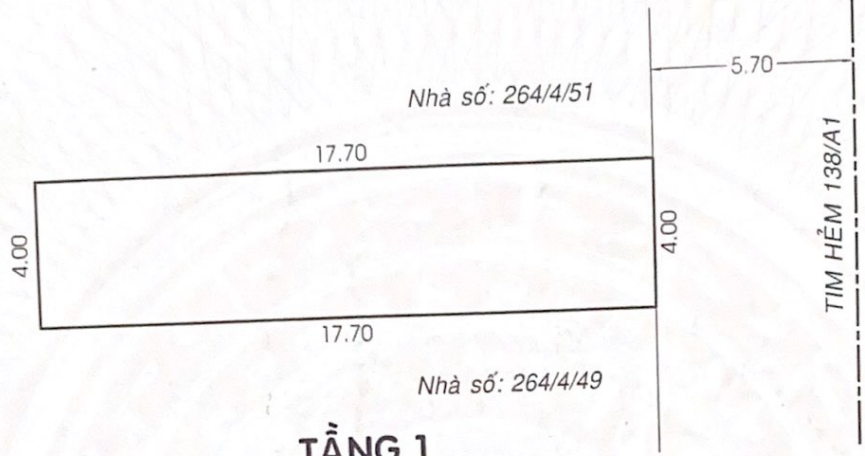 5.70
Nhà số: 264/4/51
17.70
4.00
4.00
TIM HẺM 138/A1
17.70
Nhà số: 264/4/49
TẦNG 1